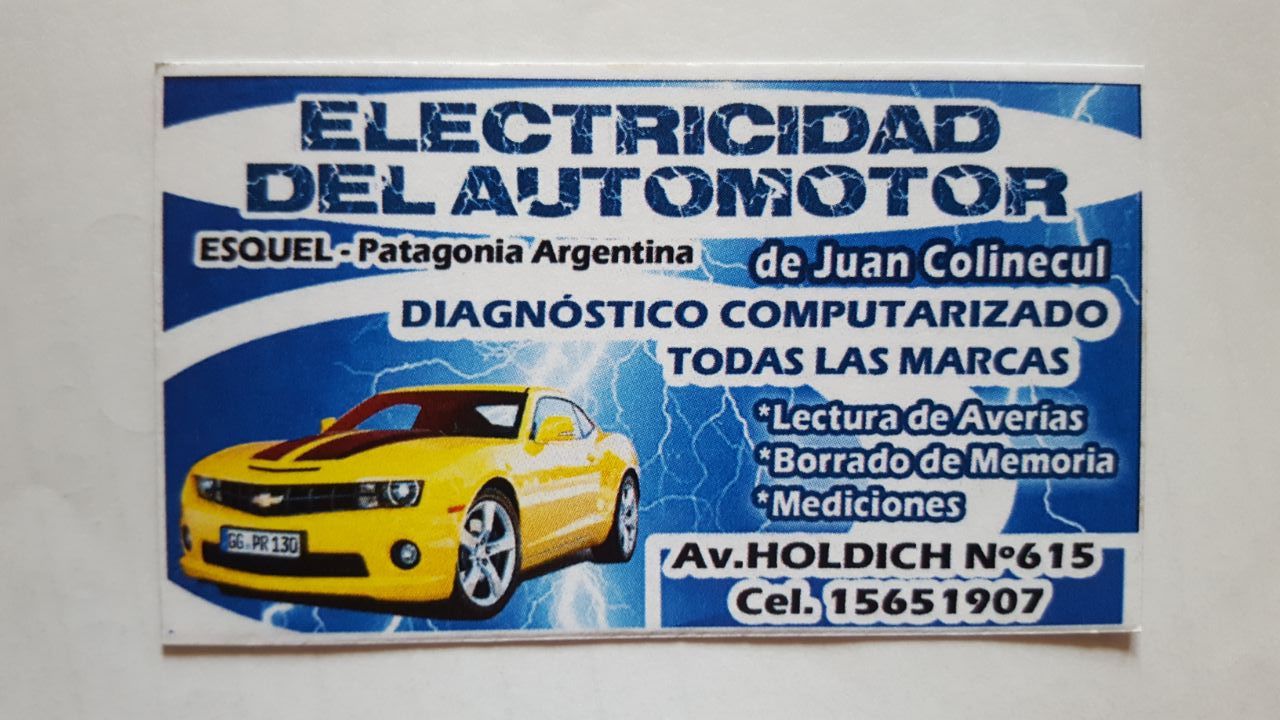 ELECTRICIDAD
DEL AUTOMOTOR
ESQUEL - Patagonia Argentina
de Juan Colinecul
DIAGNÓSTICO COMPUTARIZADO
TODAS LAS MARCAS
*Lectura de Averías
*Borrado de Memoria
*Mediciones
GG PR 130
Av.HOLDICH Nº615
Cel. 15651907